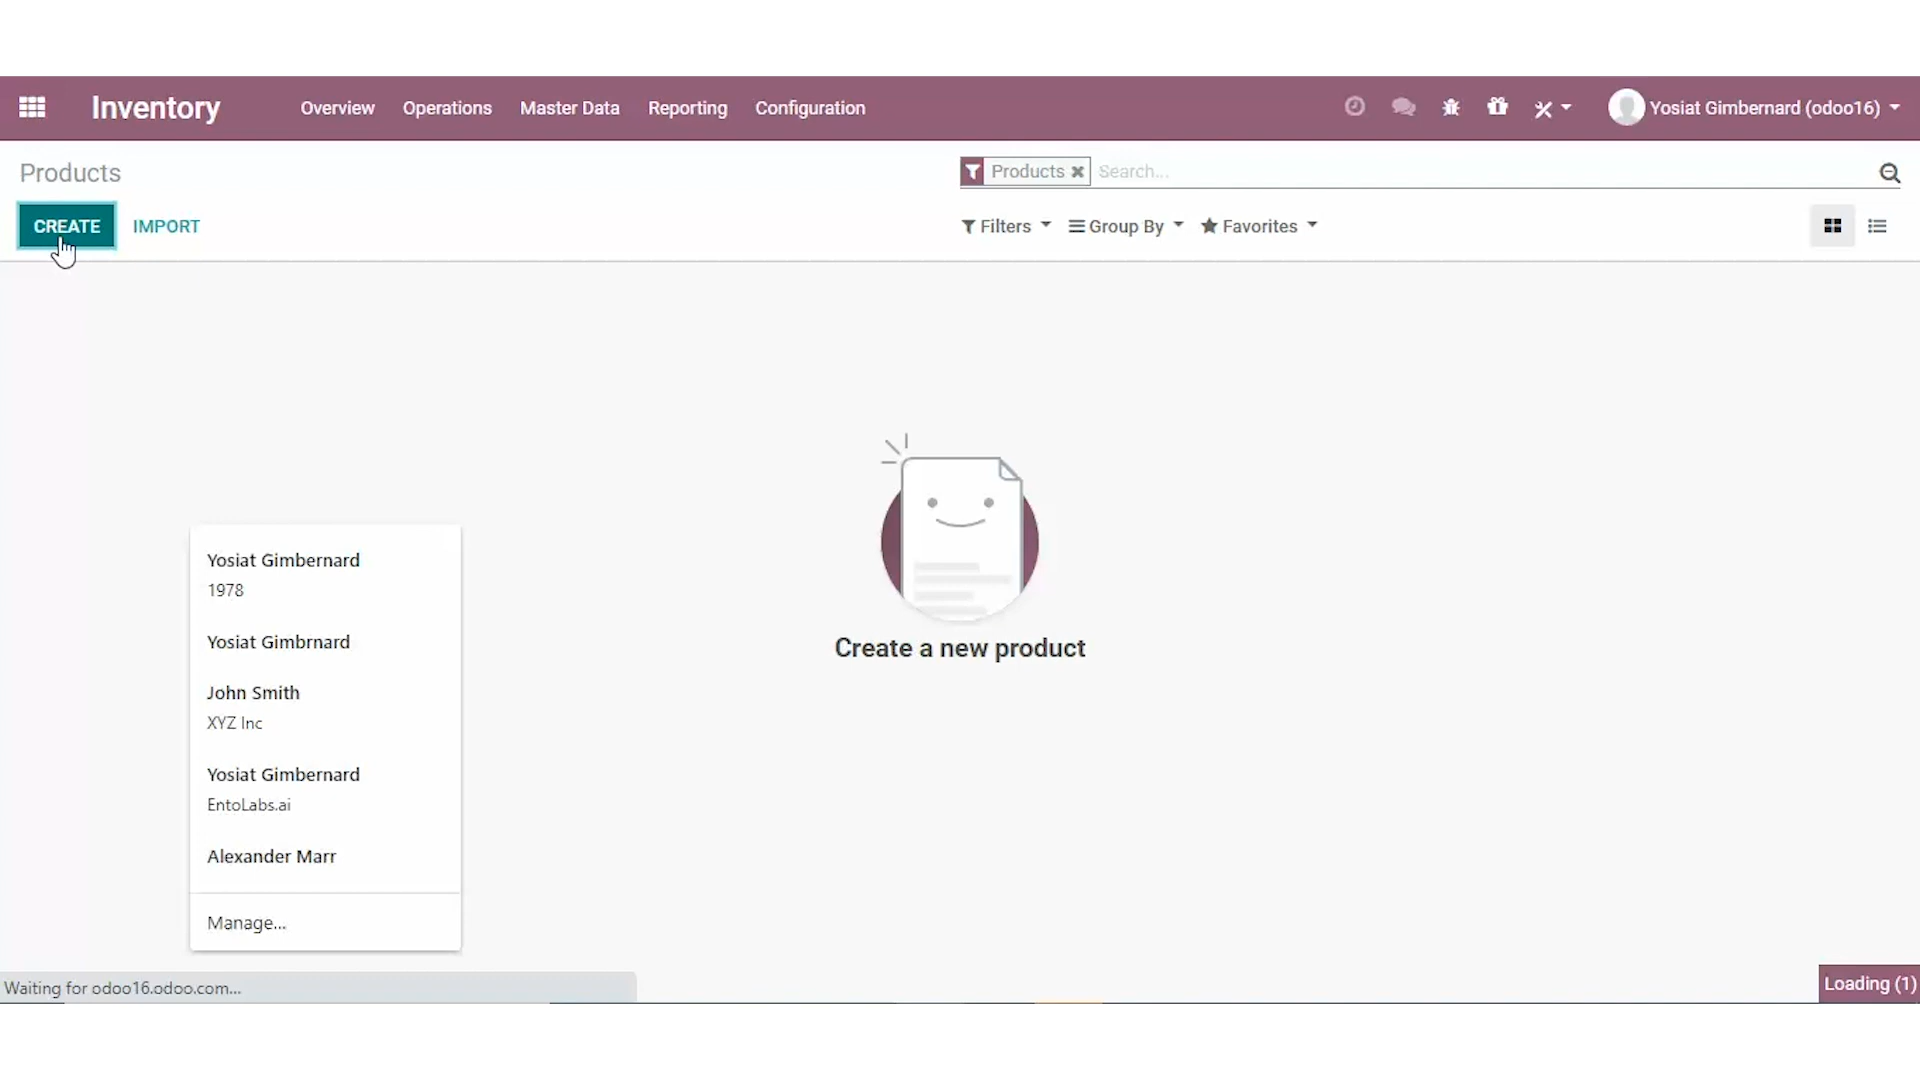 Inventory
Overview
Operations
Master Data
Reporting
Configuration
Yosiat Gimbernard (odoo16)
Products
Products
Search...
CREATE
IMPORT
Filters
Group By
Favorites
Create a new product
Yosiat Gimbernard
1978
Yosiat Gimbrnard
John Smith
XYZ Inc
Yosiat Gimbernard
EntoLabs.ai
Alexander Marr
Manage...
Waiting for odoo16.odoo.com...
Loading (1)